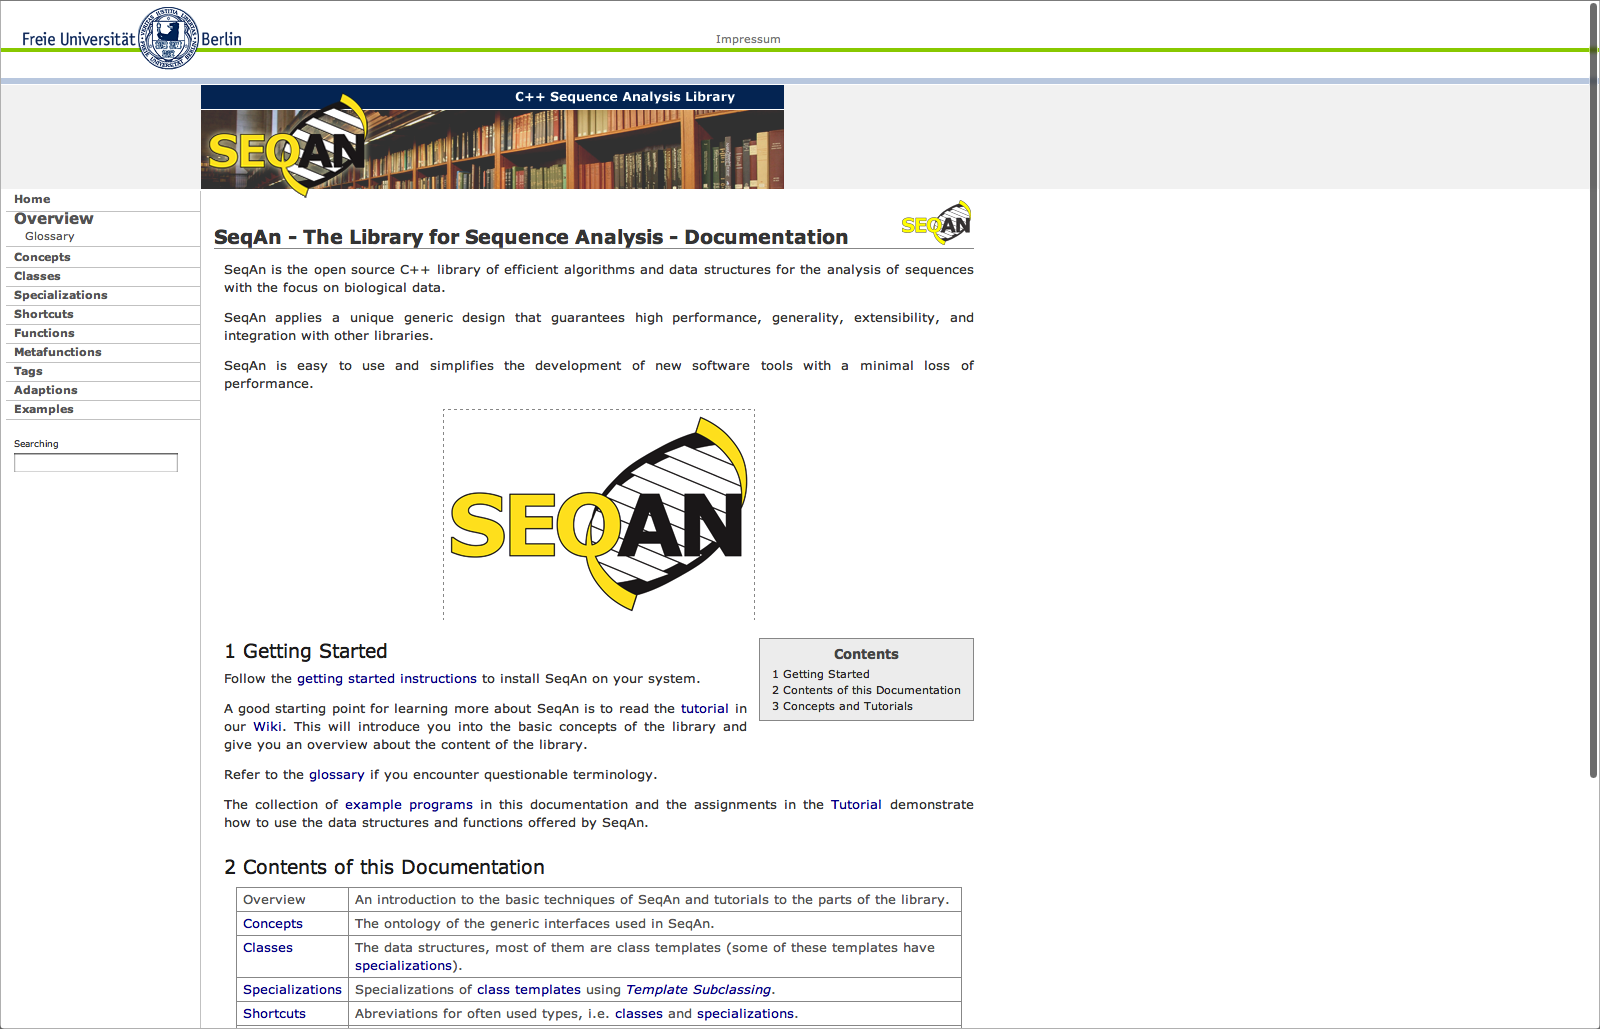 Freie Universität Berlin
Impressum
C++ Sequence Analysis Library
SEQAN
Home
Overview
Glossary
Concepts
Classes
Specializations
Shortcuts
Functions
Metafunctions
Tags
Adaptions
Examples
Searching
SEQAN
SeqAn - The Library for Sequence Analysis - Documentation
SeqAn is the open source C++ library of efficient algorithms and data structures for the analysis of sequences
with the focus on biological data.
SeqAn applies a unique generic design that guarantees high performance, generality, extensibility, and
integration with other libraries.
SeqAn is easy to use and simplifies the development of new software tools with a minimal loss of
performance.
SEQAN
1 Getting Started
Follow the getting started instructions to install SeqAn on your system.
A good starting point for learning more about SeqAn is to read the tutorial in
our Wiki. This will introduce you into the basic concepts of the library and
give you an overview about the content of the library.
Contents
1 Getting Started
2 Contents of this Documentation
3 Concepts and Tutorials
Refer to the glossary if you encounter questionable terminology.
The collection of example programs in this documentation and the assignments in the Tutorial demonstrate
how to use the data structures and functions offered by SeqAn.
2 Contents of this Documentation
Overview An introduction to the basic techniques of SeqAn and tutorials to the parts of the library.
Concepts The ontology of the generic interfaces used in SeqAn.
Classes The data structures, most of them are class templates (some of these templates have
specializations).
Specializations Specializations of class templates using Template Subclassing.
Shortcuts Abreviations for often used types, i.e. classes and specializations.